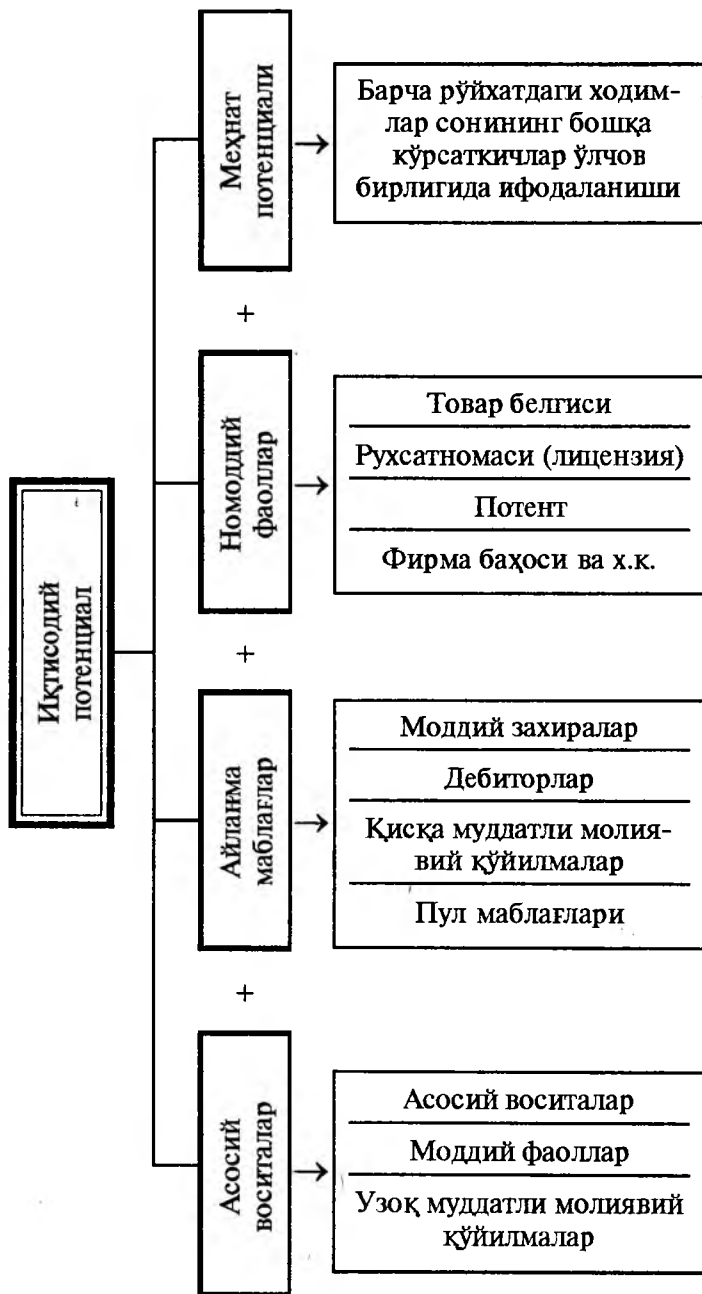 Иқтисодий
потенциал
Меҳнат
потенциали
Барча рўйхатдаги ходим-
лар сонининг бошқа
кўрсаткичлар ўлчов
бирлигида ифодаланиши
+
Номоддий
фаоллар
Товар белгиси
Рухсатномаси (лицензия)
Потент
Фирма баҳоси ва х.к.
+
Айланма
маблағлар
Моддий захиралар
Дебиторлар
Қисқа муддатли молия-
вий қўйилмалар
Пул маблағлари
+
Асосий
воситалар
Асосий воситалар
Моддий фаоллар
Узоқ муддатли молиявий
қўйилмалар